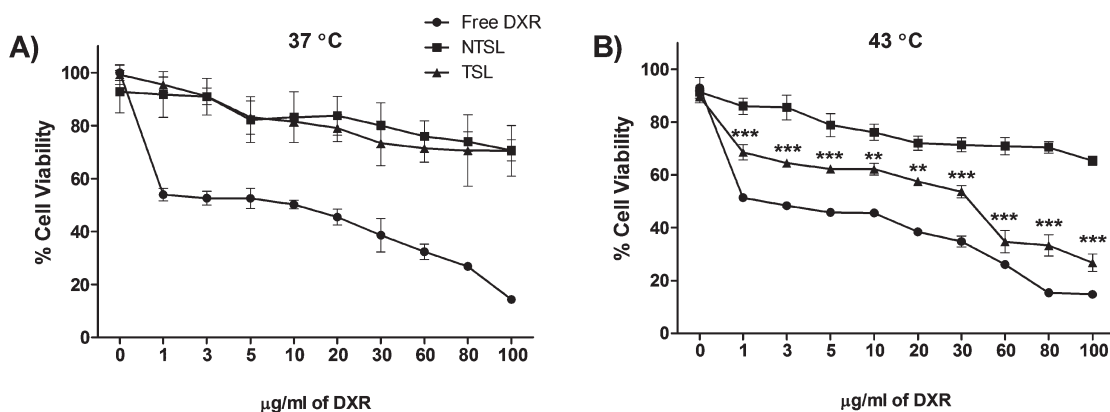 A)
37 °C
Free DXR
NTSL
TSL
% Cell Viability
100
80
60
40
20
0
0 1 3 5 10 20 30 60 80 100
µg/ml of DXR
B)
43 °C
% Cell Viability
100
80
60
40
20
0
*** *** *** ** ** *** *** *** ***
0 1 3 5 10 20 30 60 80 100
µg/ml of DXR